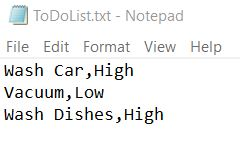 ToDoList.txt - Notepad
File Edit Format View Help
Wash Car,High
Vacuum,Low
Wash Dishes,High